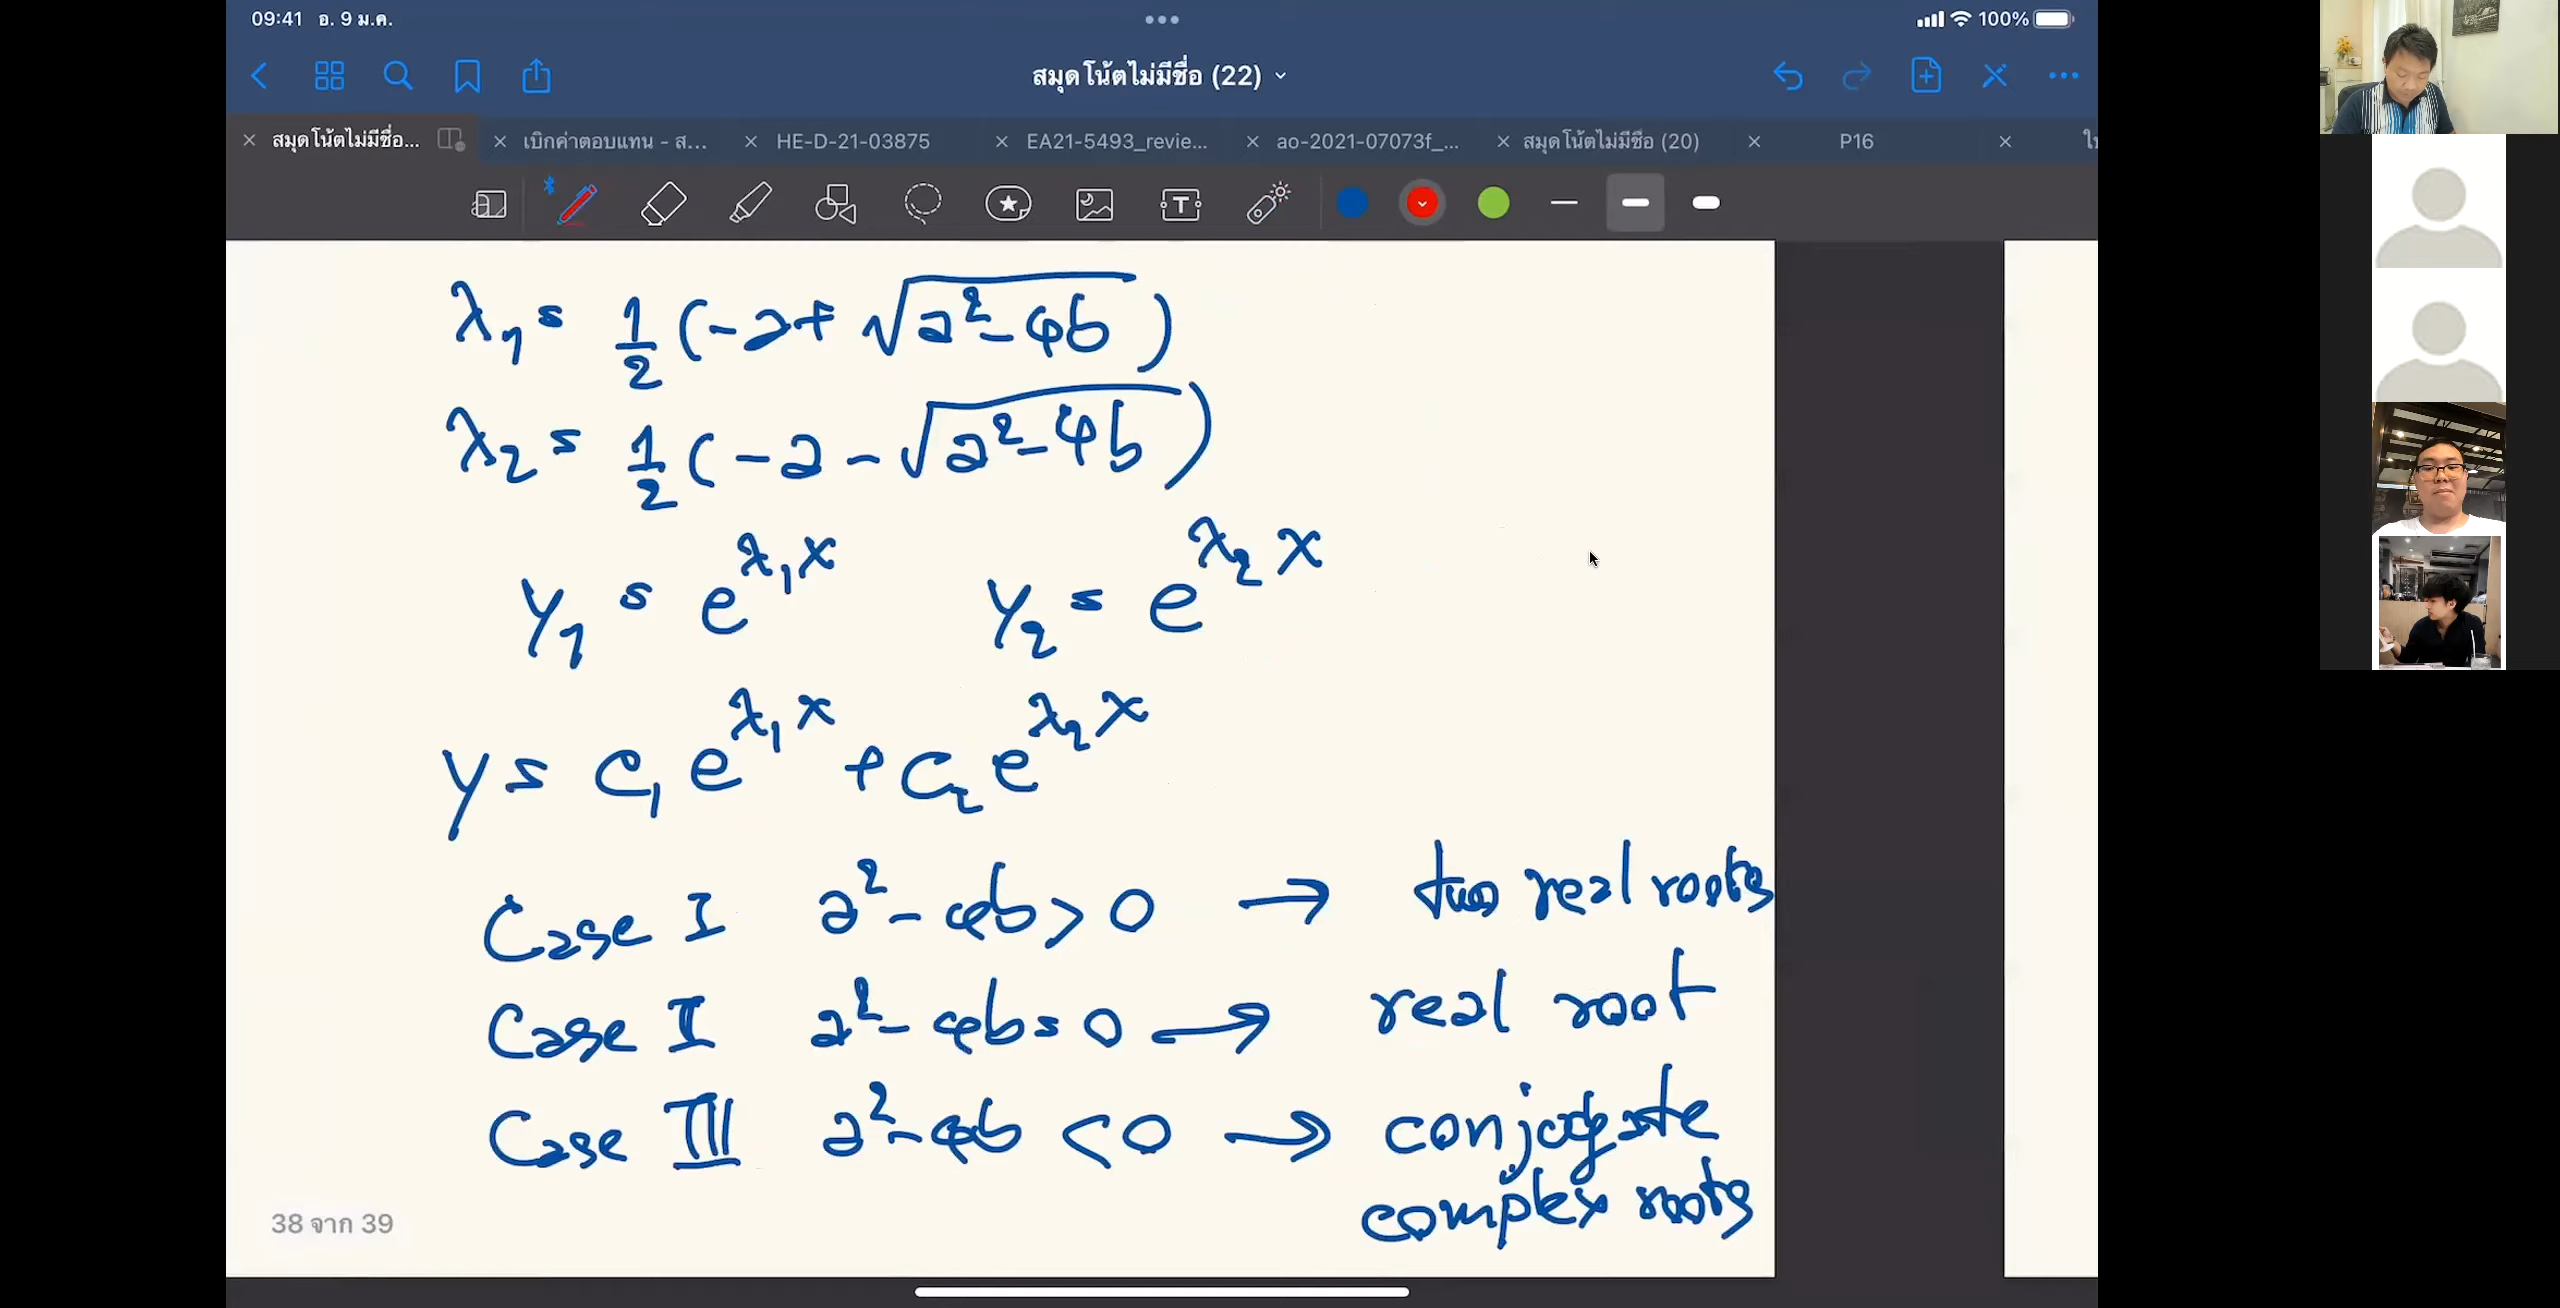 09:41 อ. 9 ม.ค.
100%
สมุดโน้ตไม่มีชื่อ (22)
สมุดโน้ตไม่มีชื่อ...
เบิกค่าตอบแทน - ส...
HE-D-21-03875
EA21-5493_revie...
ao-2021-07073f_...
สมุดโน้ตไม่มีชื่อ (20)
P16
λ₁ = 1/2 (-a + √(a² - 4b))
λ₂ = 1/2 (-a - √(a² - 4b))
y₁ = e^(λ₁x) y₂ = e^(λ₂x)
y = c₁ e^(λ₁x) + c₂ e^(λ₂x)
Case I a² - 4b > 0 → two real roots
Case II a² - 4b = 0 → real root
Case III a² - 4b < 0 → conjugate
complex roots
38 จาก 39